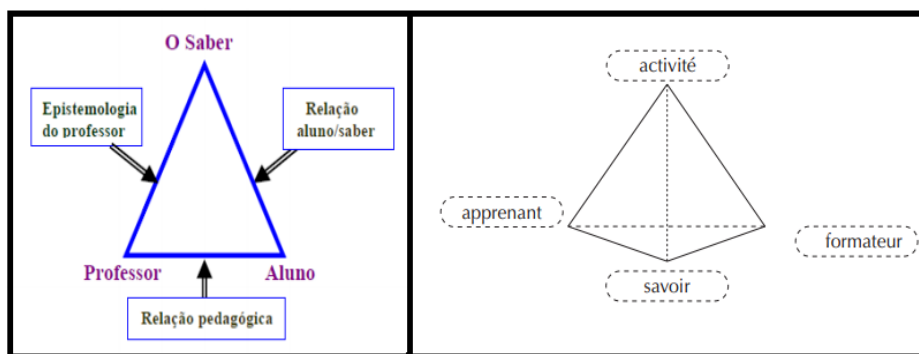 O Saber
Epistemologia
do professor
Relação
aluno/saber
Professor
Aluno
Relação pedagógica
activité
apprenant
formateur
savoir